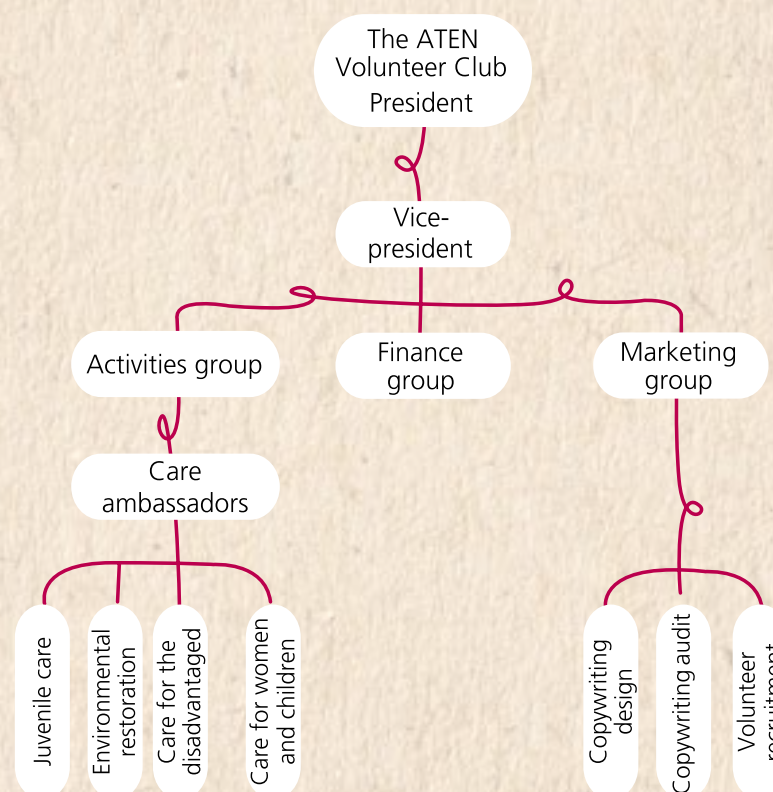 The ATEN
Volunteer Club
President
Vice-
president
Activities group
Finance
group
Marketing
group
Care
ambassadors
Juvenile care
Environmental
restoration
Care for the
disadvantaged
Care for women
and children
Copywriting
design
Copywriting audit
Volunteer
recruitment